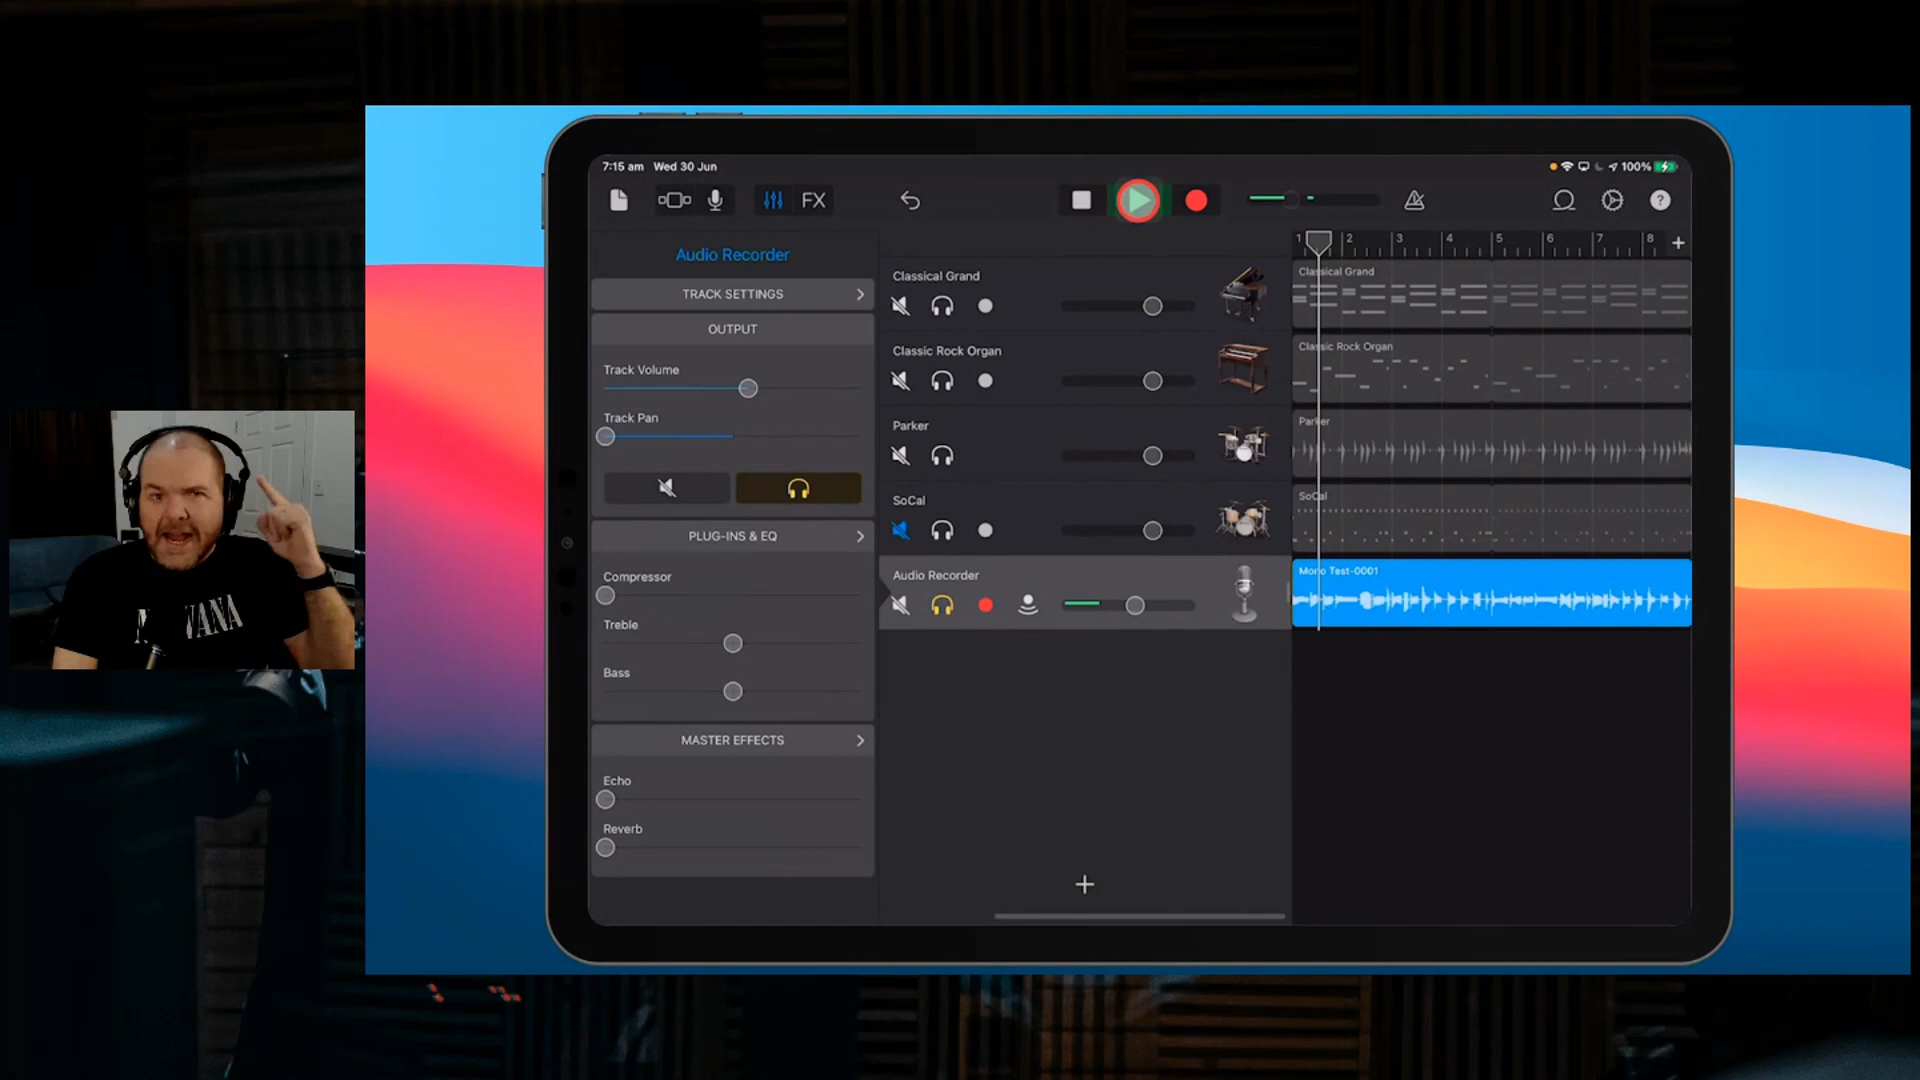 7:15 am Wed 30 Jun
100%
FX
?
Audio Recorder
TRACK SETTINGS
OUTPUT
Track Volume
Track Pan
PLUG-INS & EQ
Compressor
Treble
Bass
MASTER EFFECTS
Echo
Reverb
Classical Grand
Classic Rock Organ
Parker
SoCal
Audio Recorder
1 2 3 4 5 6 7 8 +
Classical Grand
Classic Rock Organ
Parker
SoCal
Mono Test-0001
+